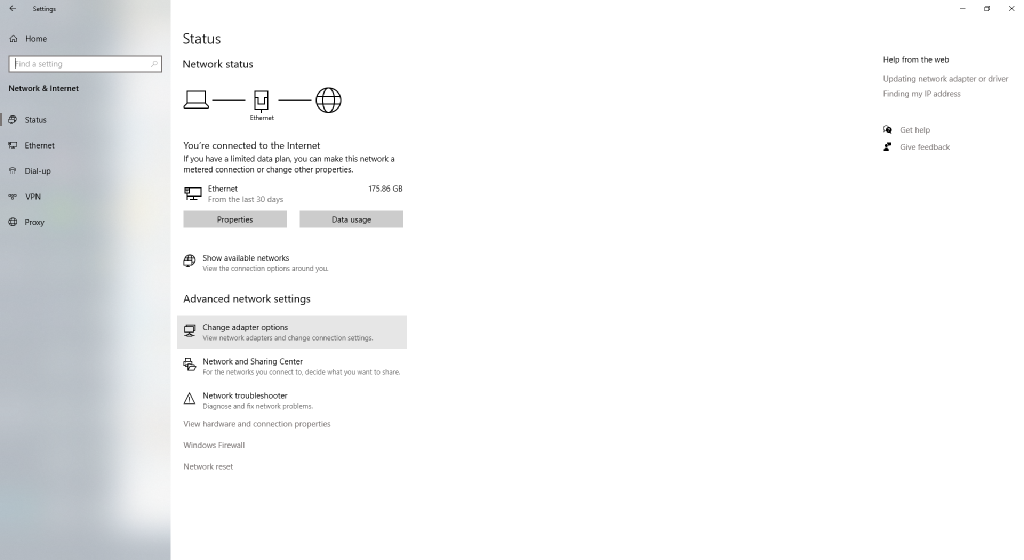 Settings
Home
Find a setting
Network & Internet
Status
Ethernet
Dial-up
VPN
Proxy
Status
Network status
Ethernet
You're connected to the Internet
If you have a limited data plan, you can make this network a
metered connection or change other properties.
Ethernet 175.86 GB
From the last 30 days
Properties Data usage
Show available networks
View the connection options around you.
Advanced network settings
Change adapter options
View network adapters and change connection settings.
Network and Sharing Center
For the networks you connect to, decide what you want to share.
Network troubleshooter
Diagnose and fix network problems.
View hardware and connection properties
Windows Firewall
Network reset
Help from the web
Updating network adapter or driver
Finding my IP address
Get help
Give feedback